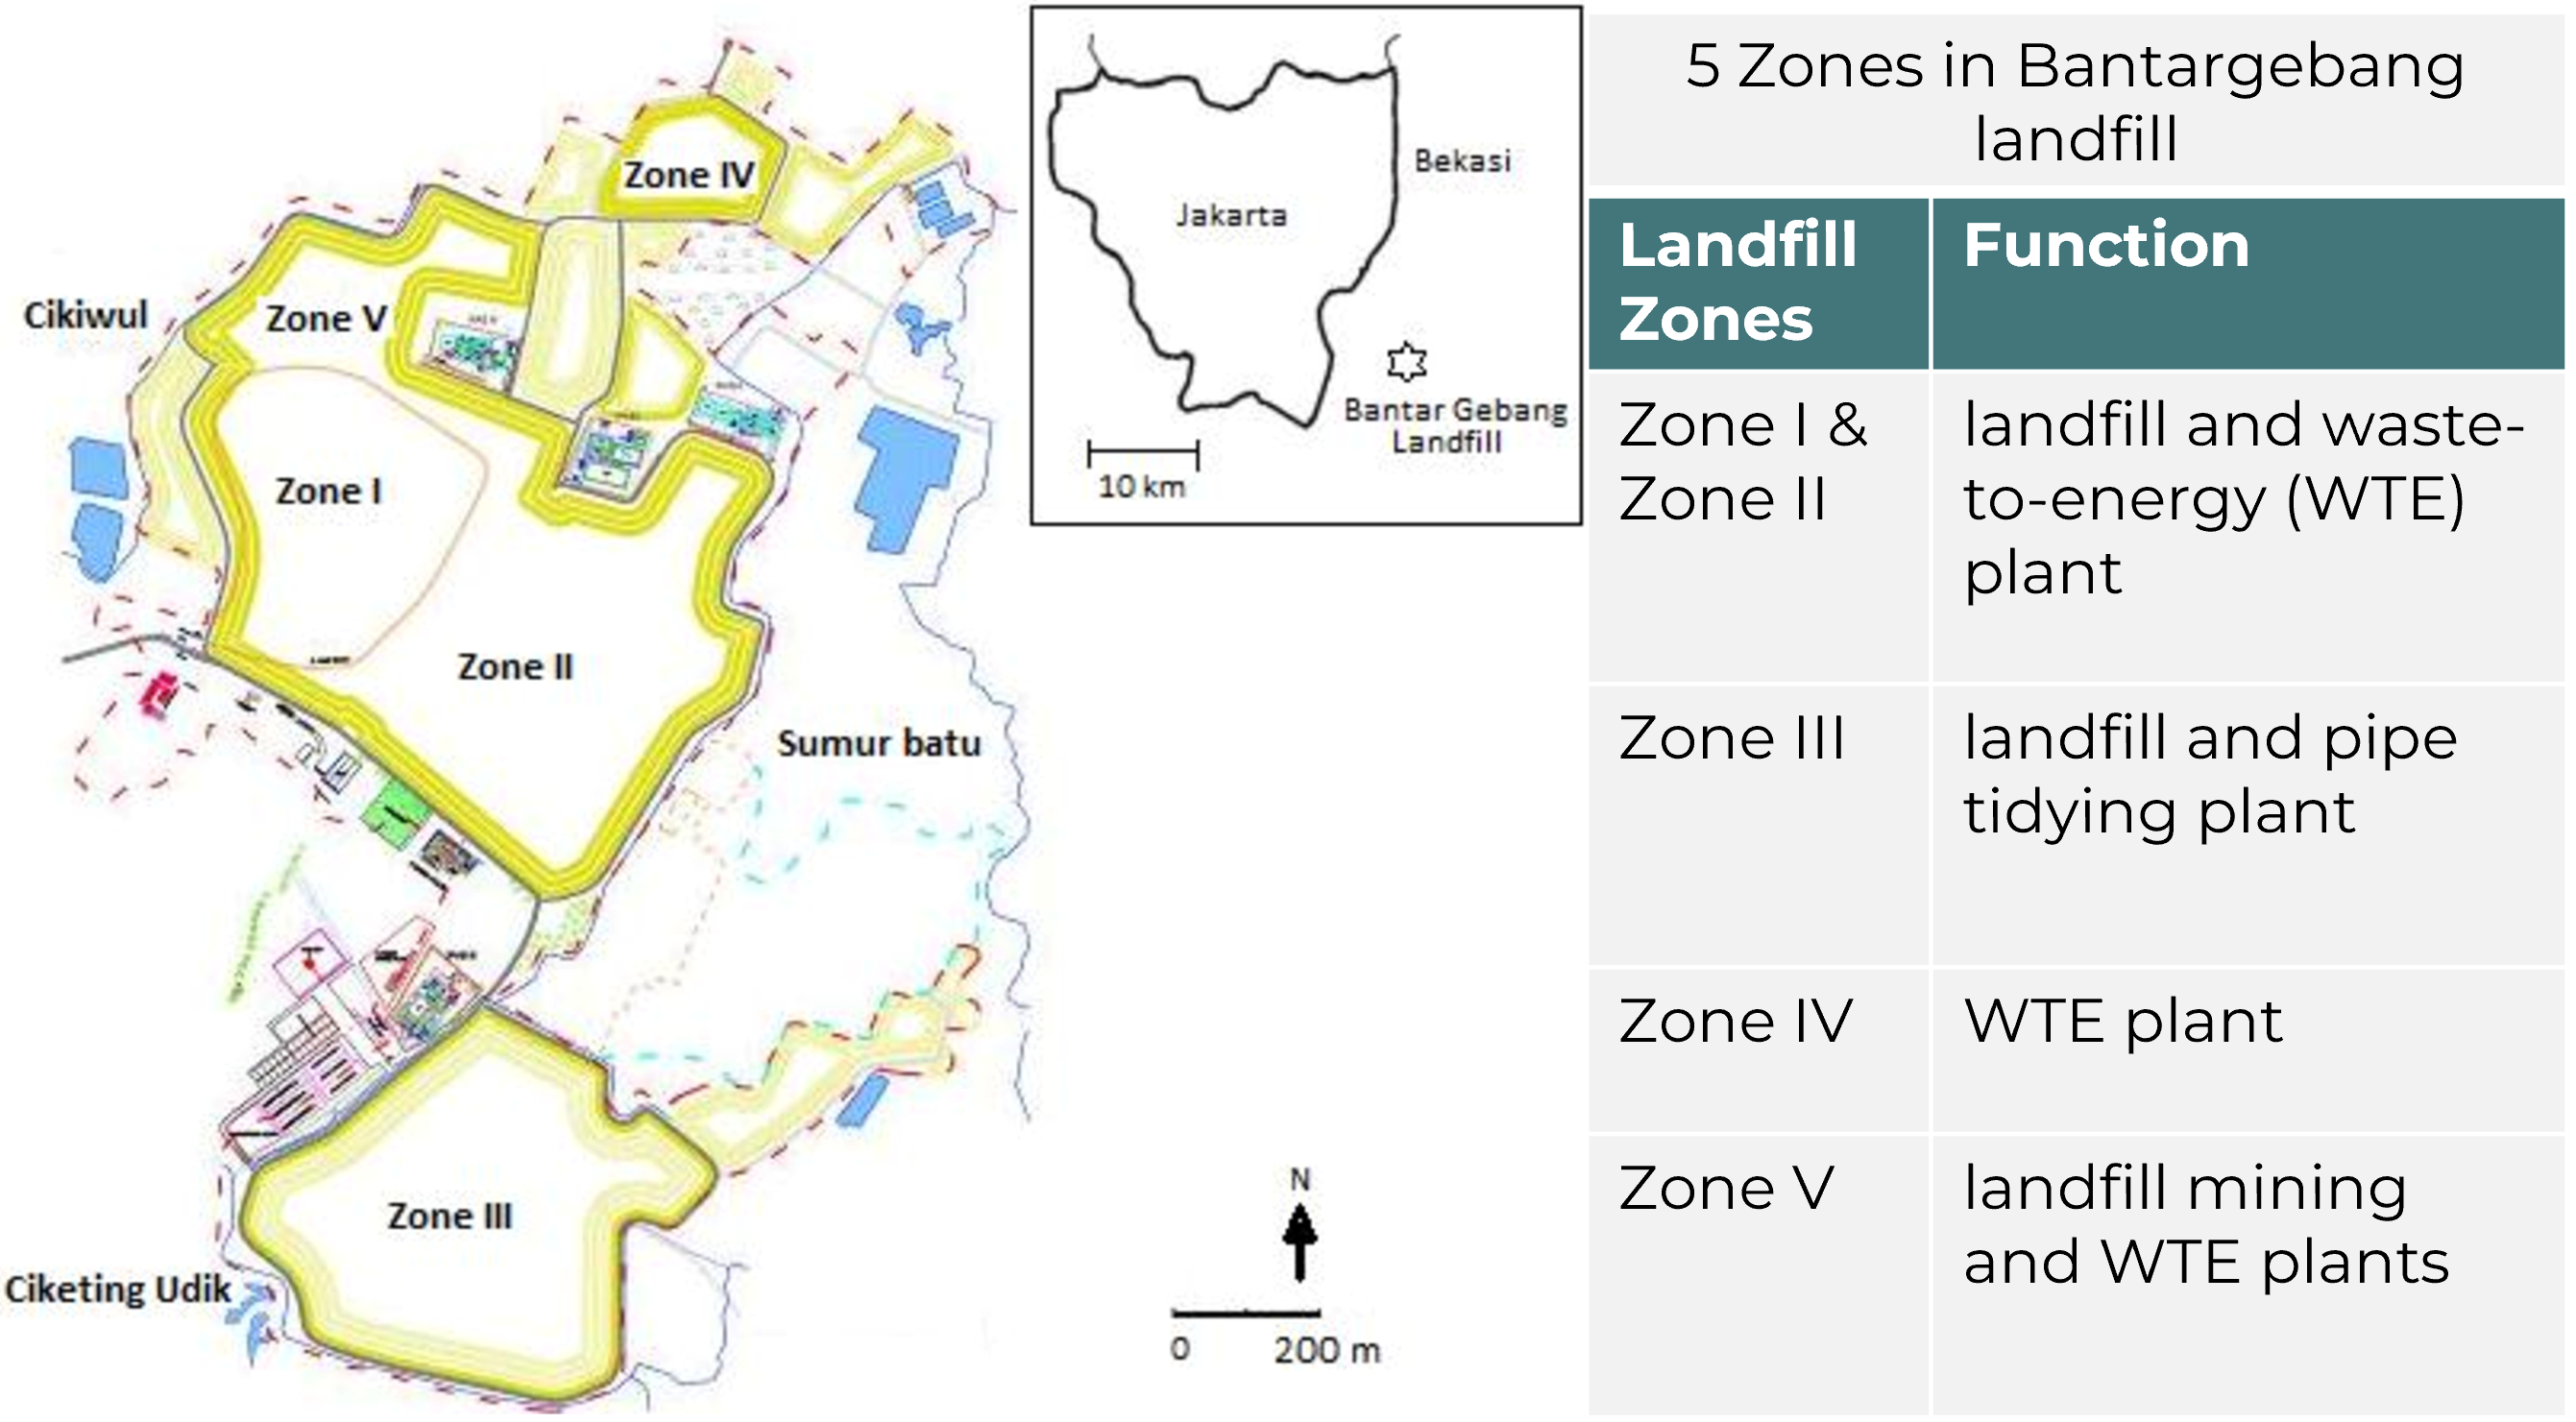 Zone IV
Cikiwul
Zone V
Zone I
Zone II
Sumur batu
Zone III
Ciketing Udik
N
0 200 m
Jakarta
Bekasi
Bantar Gebang
Landfill
10 km
5 Zones in Bantargebang
landfill
Landfill
Zones
Function
Zone I &
Zone II
landfill and waste-
to-energy (WTE)
plant
Zone III
landfill and pipe
tidying plant
Zone IV
WTE plant
Zone V
landfill mining
and WTE plants